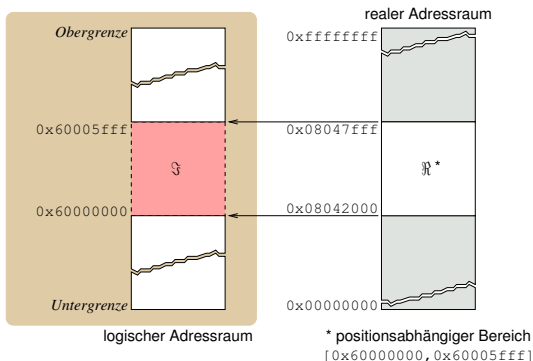 realer Adressraum
Obergrenze
0xffffffff
0x60005fff
0x08047fff
ℑ
ℜ*
0x60000000
0x08042000
Untergrenze
0x00000000
logischer Adressraum
* positionsabhängiger Bereich
[0x60000000,0x60005fff]